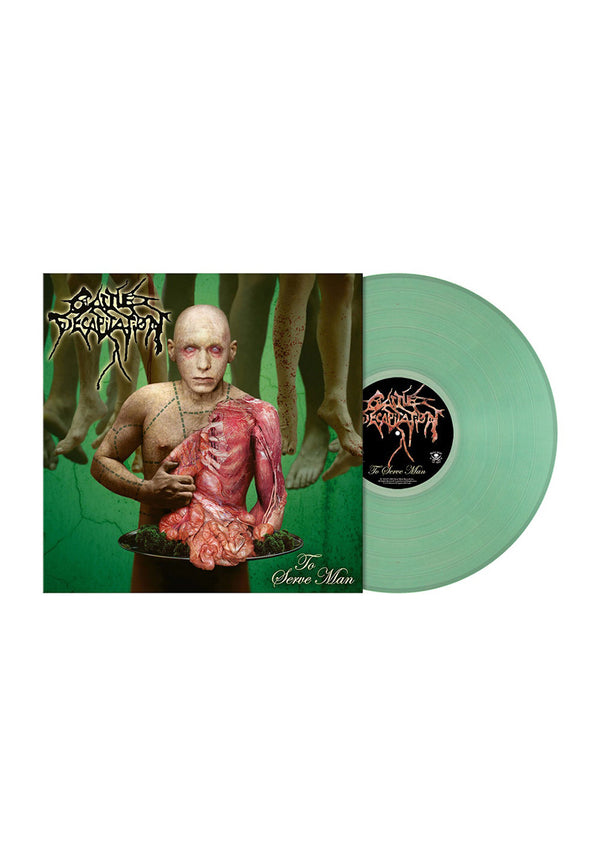 CATTLE
DECAPITATION
To
Serve Man
CATTLE
DECAPITATION
To Serve Man